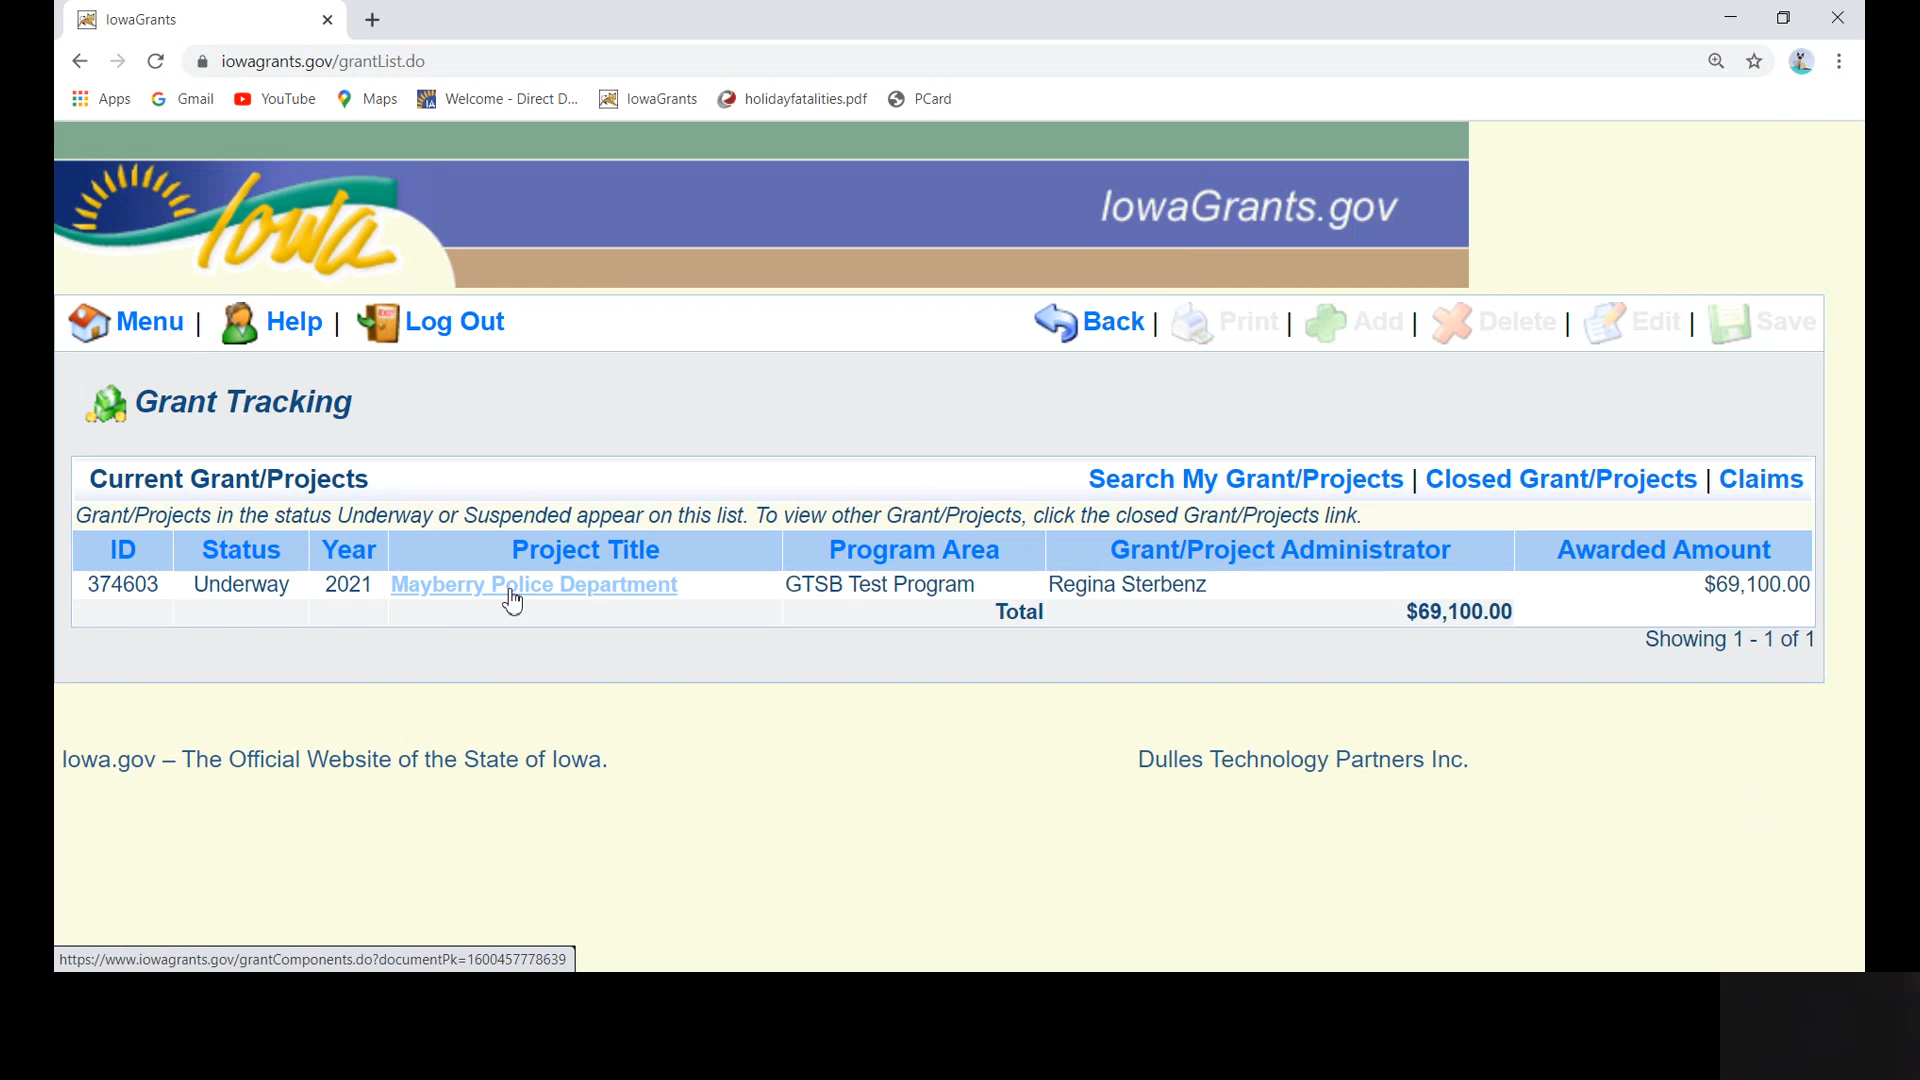 IowaGrants
iowagrants.gov/grantList.do
Apps Gmail YouTube Maps Welcome - Direct D... IowaGrants holidayfatalities.pdf PCard
Iowa
IowaGrants.gov
Menu | Help | Log Out Back | Print | Add | Delete | Edit | Save
Grant Tracking
Current Grant/Projects Search My Grant/Projects | Closed Grant/Projects | Claims
Grant/Projects in the status Underway or Suspended appear on this list. To view other Grant/Projects, click the closed Grant/Projects link.
ID Status Year Project Title Program Area Grant/Project Administrator Awarded Amount
374603 Underway 2021 Mayberry Police Department GTSB Test Program Regina Sterbenz $69,100.00
Total $69,100.00
Showing 1 - 1 of 1
Iowa.gov – The Official Website of the State of Iowa. Dulles Technology Partners Inc.
https://www.iowagrants.gov/grantComponents.do?documentPk=1600457778639